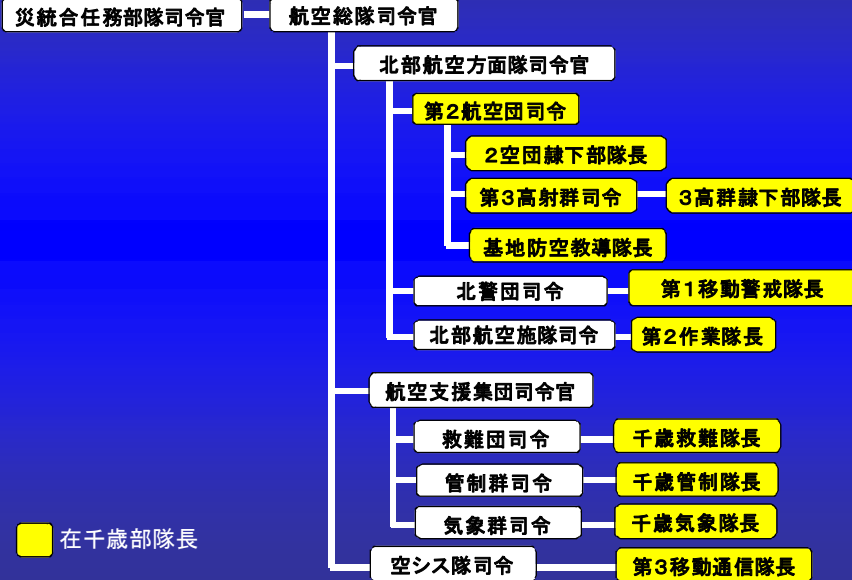 災統合任務部隊司令官
航空総隊司令官
北部航空方面隊司令官
第2航空団司令
2空団隷下部隊長
第3高射群司令
3高群隷下部隊長
基地防空教導隊長
北警団司令
第1移動警戒隊長
北部航空施隊司令
第2作業隊長
航空支援集団司令官
救難団司令
千歳救難隊長
管制群司令
千歳管制隊長
気象群司令
千歳気象隊長
空シス隊司令
第3移動通信隊長
在千歳部隊長